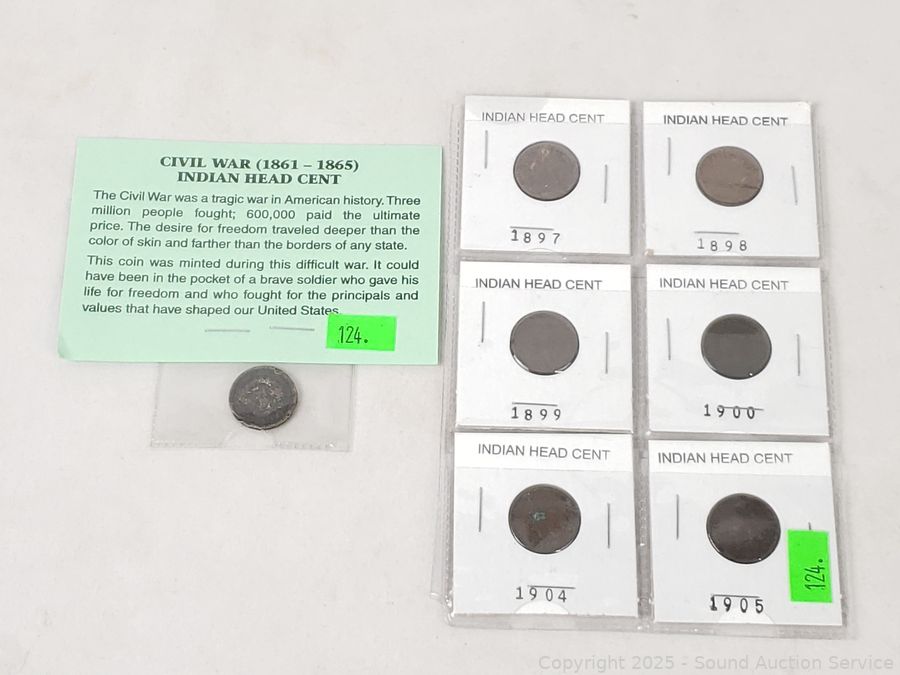 CIVIL WAR (1861 – 1865)
INDIAN HEAD CENT
The Civil War was a tragic war in American history. Three
million people fought; 600,000 paid the ultimate
price. The desire for freedom traveled deeper than the
color of skin and farther than the borders of any state.
This coin was minted during this difficult war. It could
have been in the pocket of a brave soldier who gave his
life for freedom and who fought for the principals and
values that have shaped our United States.
124.
INDIAN HEAD CENT
1897
INDIAN HEAD CENT
1898
INDIAN HEAD CENT
1899
INDIAN HEAD CENT
1900
INDIAN HEAD CENT
1904
INDIAN HEAD CENT
1905
124.
Copyright 2025 - Sound Auction Service